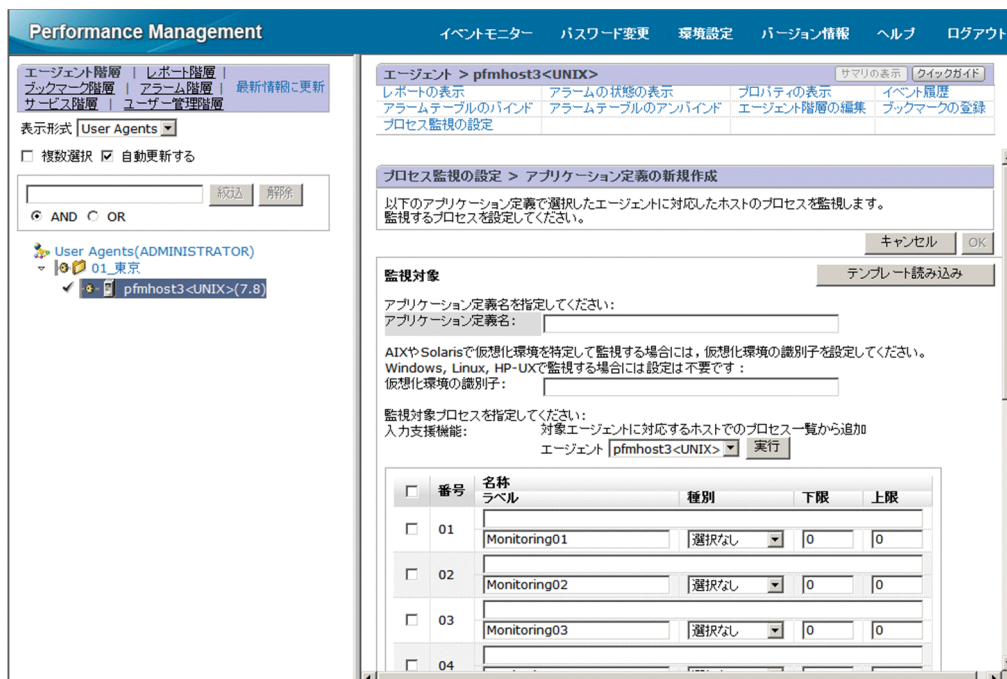 Performance Management
イベントモニター パスワード変更 環境設定 バージョン情報 ヘルプ ログアウト
エージェント階層 | レポート階層 |
ブックマーク階層 | アラーム階層 | 最新情報に更新
サービス階層 | ユーザー管理階層
表示形式 User Agents
複数選択 自動更新する
絞込 解除
AND OR
User Agents(ADMINISTRATOR)
01_東京
pfmhost3<UNIX>(7.8)
エージェント > pfmhost3<UNIX> サマリの表示 クイックガイド
レポートの表示 アラームの状態の表示 プロパティの表示 イベント履歴
アラームテーブルのバインド アラームテーブルのアンバインド エージェント階層の編集 ブックマークの登録
プロセス監視の設定
プロセス監視の設定 > アプリケーション定義の新規作成
以下のアプリケーション定義で選択したエージェントに対応したホストのプロセスを監視します。
監視するプロセスを設定してください。
キャンセル OK
監視対象 テンプレート読み込み
アプリケーション定義名を指定してください:
アプリケーション定義名:
AIXやSolarisで仮想化環境を特定して監視する場合には，仮想化環境の識別子を設定してください。
Windows, Linux, HP-UXで監視する場合には設定は不要です：
仮想化環境の識別子:
監視対象プロセスを指定してください:
入力支援機能: 対象エージェントに対応するホストでのプロセス一覧から追加
エージェント pfmhost3<UNIX> 実行
番号 名称
ラベル 種別 下限 上限
01
Monitoring01 選択なし 0 0
02
Monitoring02 選択なし 0 0
03
Monitoring03 選択なし 0 0
04